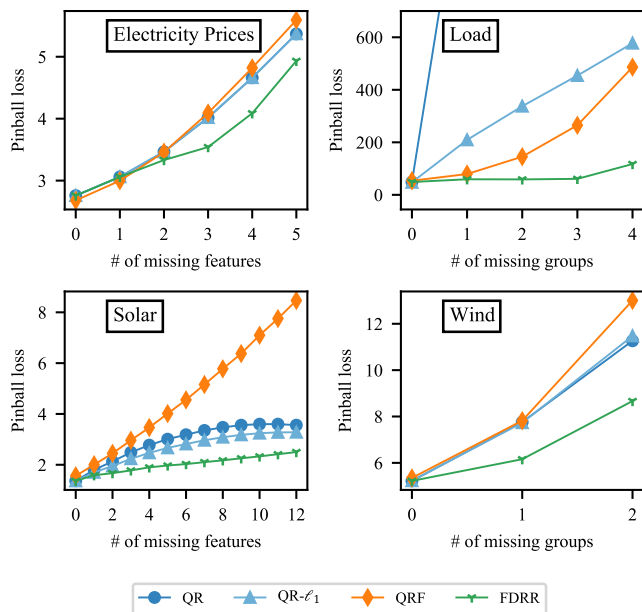 Electricity Prices
Pinball loss
5
4
3
0 1 2 3 4 5
# of missing features
Load
Pinball loss
600
400
200
0
0 1 2 3 4
# of missing groups
Solar
Pinball loss
8
6
4
2
0 2 4 6 8 10 12
# of missing features
Wind
Pinball loss
12
10
8
6
0 1 2
# of missing groups
QR QR-ℓ₁ QRF FDRR